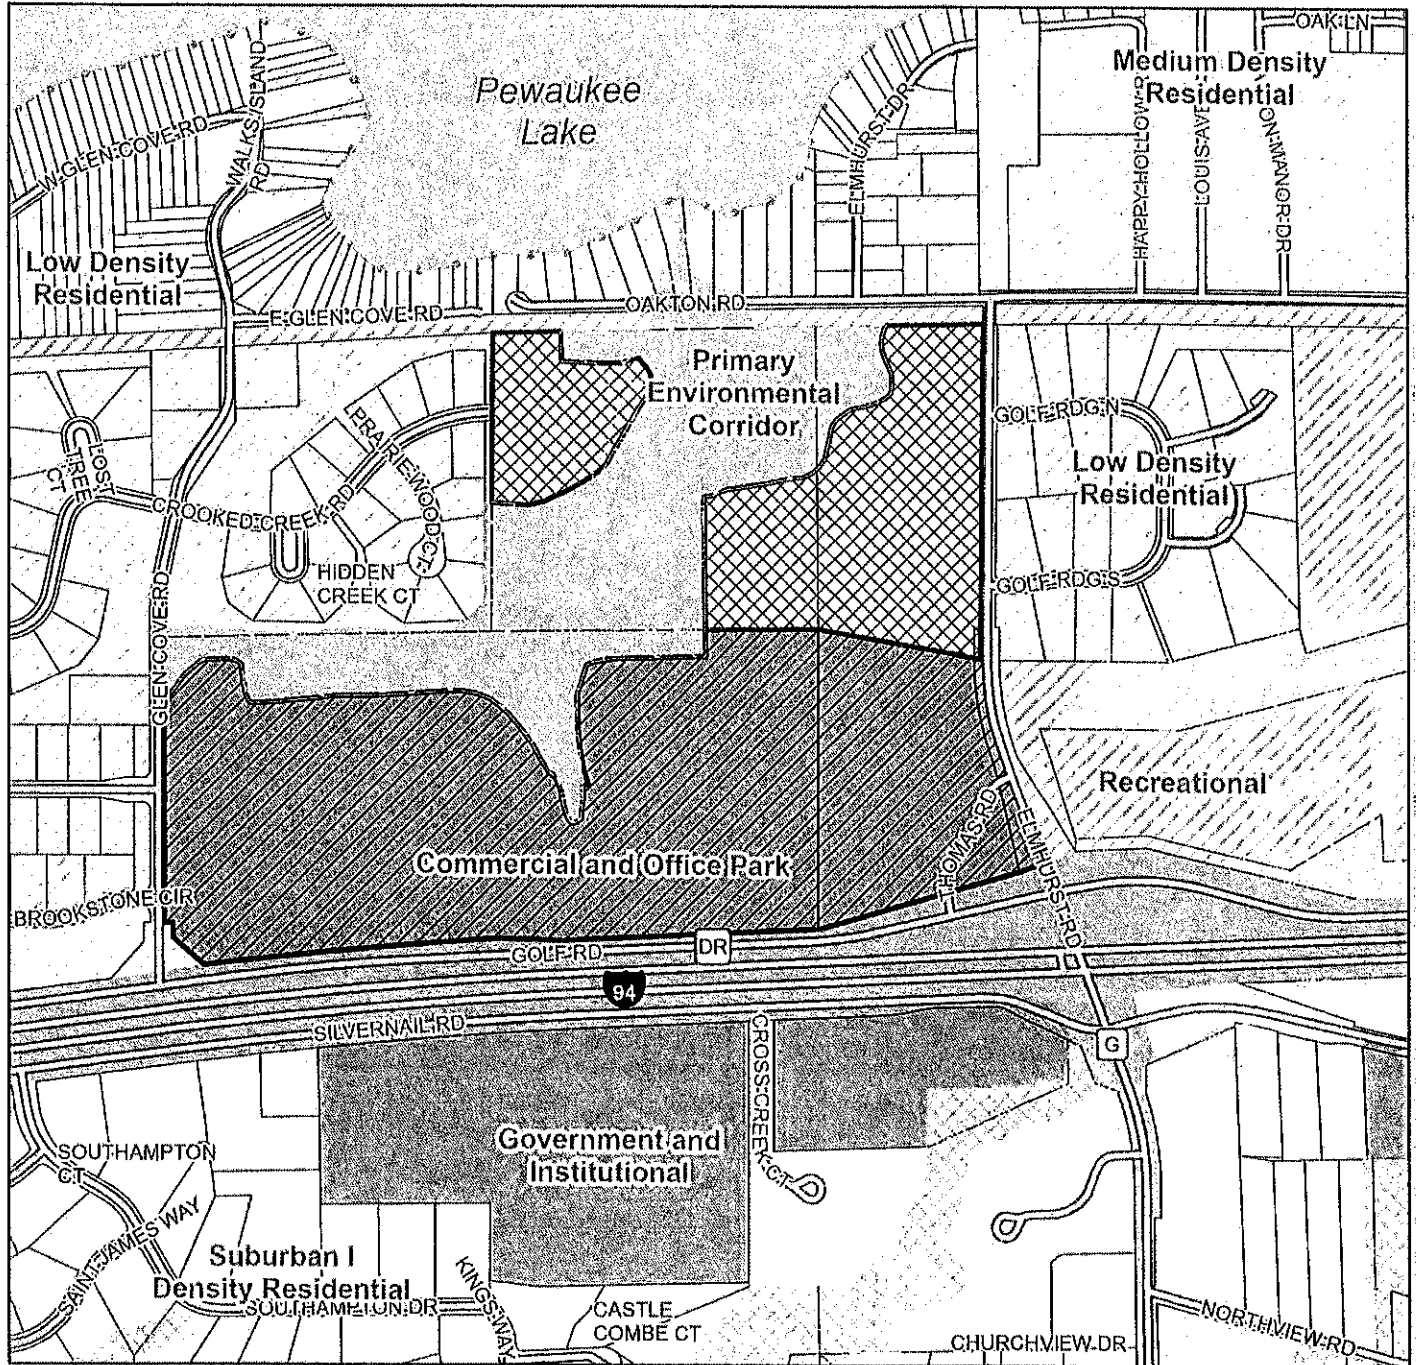 OAK LN
Medium Density
Residential
Pewaukee
Lake
W GLEN COVE RD
WALKS ISLAND
RD
ELMHURST DR
HAPPY HOLLOW R
LOUIS AVE
ON MANOR DR
Low Density
Residential
E GLEN COVE RD
OAKTON RD
Primary
Environmental
Corridor
GOLF RDG N
Low Density
Residential
GOLF RDG S
LOST
TREE
CT
CROOKED CREEK RD
PRAIRIE WOOD CT
HIDDEN
CREEK CT
GLEN COVE RD
Recreational
Commercial and Office Park
THOMAS RD
ELMHURST RD
BROOKSTONE CIR
GOLF RD
DR
94
SILVERNAIL RD
CROSS CREEK CT
G
Government and
Institutional
SOUTHAMPTON
CT
SAINT JAMES WAY
Suburban I
Density Residential
SOUTHAMPTON DR
KINGS WAY
CASTLE
COMBE CT
CHURCHVIEW DR
NORTHVIEW RD